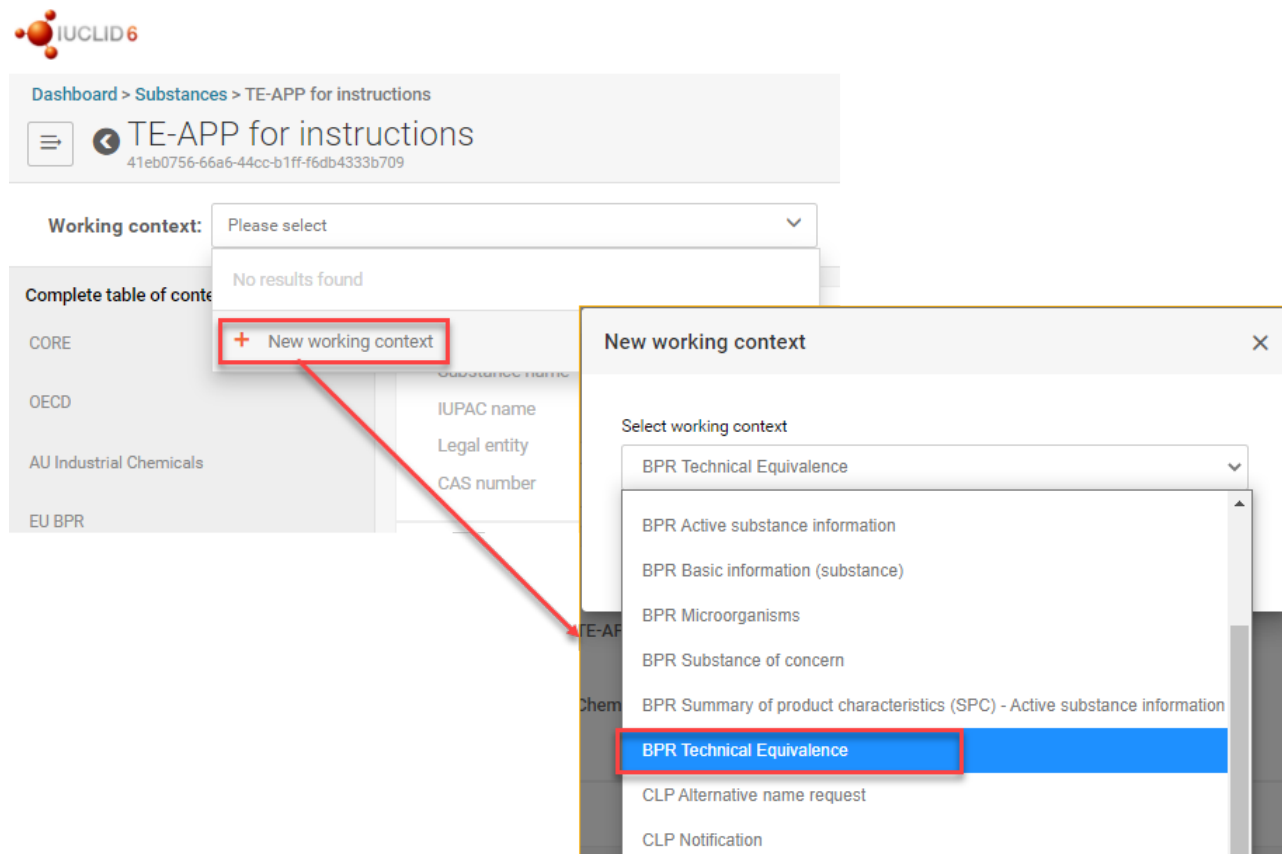 IUCLID 6
Dashboard > Substances > TE-APP for instructions
TE-APP for instructions
41eb0756-66a6-44cc-b1ff-f6db4333b709
Working context:
Please select
No results found
Complete table of conte
+ New working context
CORE
Substance name
OECD
IUPAC name
Legal entity
AU Industrial Chemicals
CAS number
EU BPR
New working context
Select working context
BPR Technical Equivalence
BPR Active substance information
BPR Basic information (substance)
BPR Microorganisms
TE-AP
BPR Substance of concern
Chem
BPR Summary of product characteristics (SPC) - Active substance information
BPR Technical Equivalence
CLP Alternative name request
CLP Notification